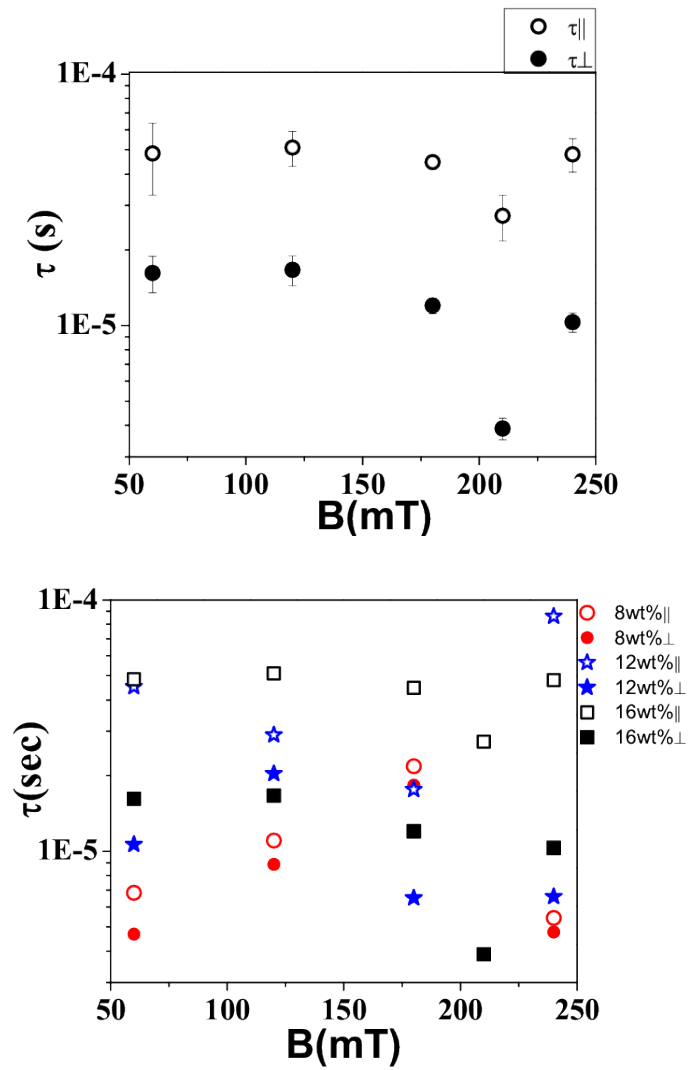 τ||
τ⊥
1E-4
1E-5
τ (s)
50 100 150 200 250
B(mT)
1E-4
1E-5
τ(sec)
50 100 150 200 250
B(mT)
8wt%||
8wt%⊥
12wt%||
12wt%⊥
16wt%||
16wt%⊥